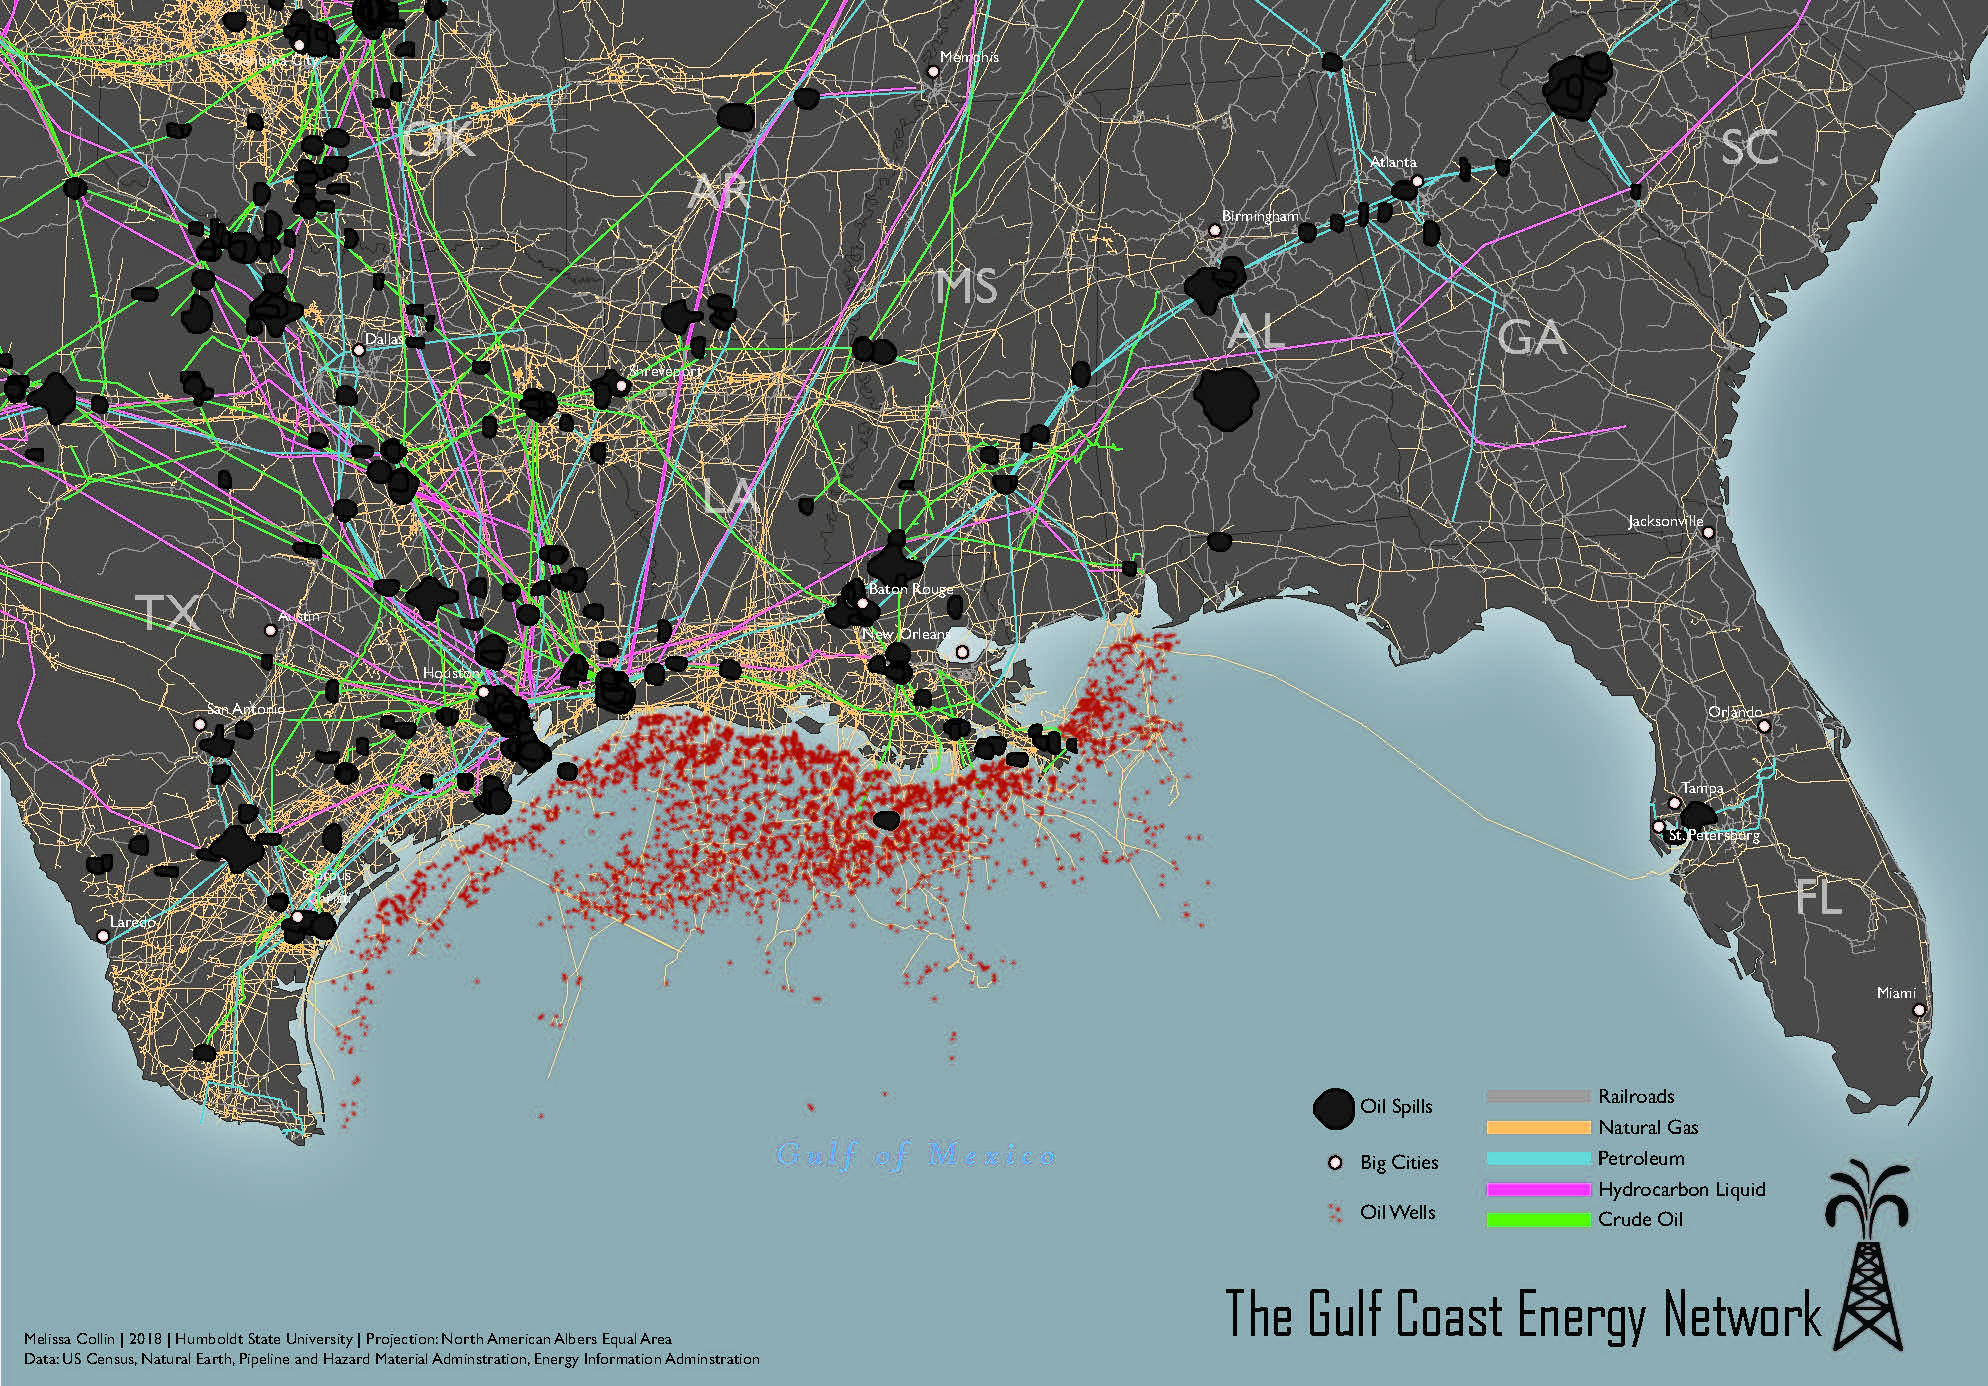 Memphis
OK
AR
SC
Atlanta
Birmingham
MS
AL
GA
Dallas
Shreveport
LA
Jacksonville
TX
Austin
Baton Rouge
New Orleans
Houston
San Antonio
Orlando
Tampa
St. Petersburg
Corpus
Laredo
FL
Miami
Gulf of Mexico
Oil Spills
Big Cities
Oil Wells
Railroads
Natural Gas
Petroleum
Hydrocarbon Liquid
Crude Oil
The Gulf Coast Energy Network
Melissa Collin | 2018 | Humboldt State University | Projection: North American Albers Equal Area
Data: US Census, Natural Earth, Pipeline and Hazard Material Adminstration, Energy Information Adminstration